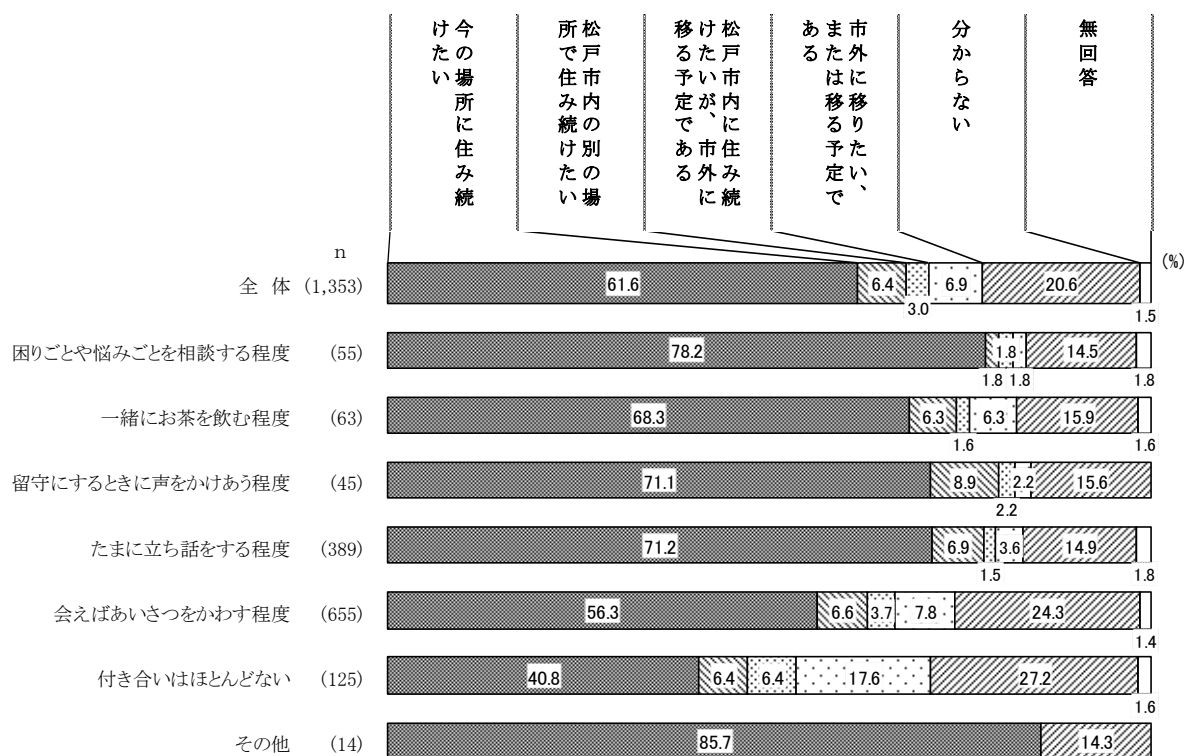 今の場所に住み続
けたい
松戸市内の別の場
所で住み続けたい
松戸市内に住み続
けたいが、市外に
移る予定である
市外に移りたい、
または移る予定で
ある
分からない
無回答
n
(%)
全 体 (1,353)
61.6 6.4 3.0 6.9 20.6 1.5
困りごとや悩みごとを相談する程度 (55)
78.2 1.8 1.8 1.8 14.5 1.8
一緒にお茶を飲む程度 (63)
68.3 6.3 1.6 6.3 15.9 1.6
留守にするときに声をかけあう程度 (45)
71.1 8.9 2.2 2.2 15.6
たまに立ち話をする程度 (389)
71.2 6.9 1.5 3.6 14.9 1.8
会えばあいさつをかわす程度 (655)
56.3 6.6 3.7 7.8 24.3 1.4
付き合いはほとんどない (125)
40.8 6.4 6.4 17.6 27.2 1.6
その他 (14)
85.7 14.3